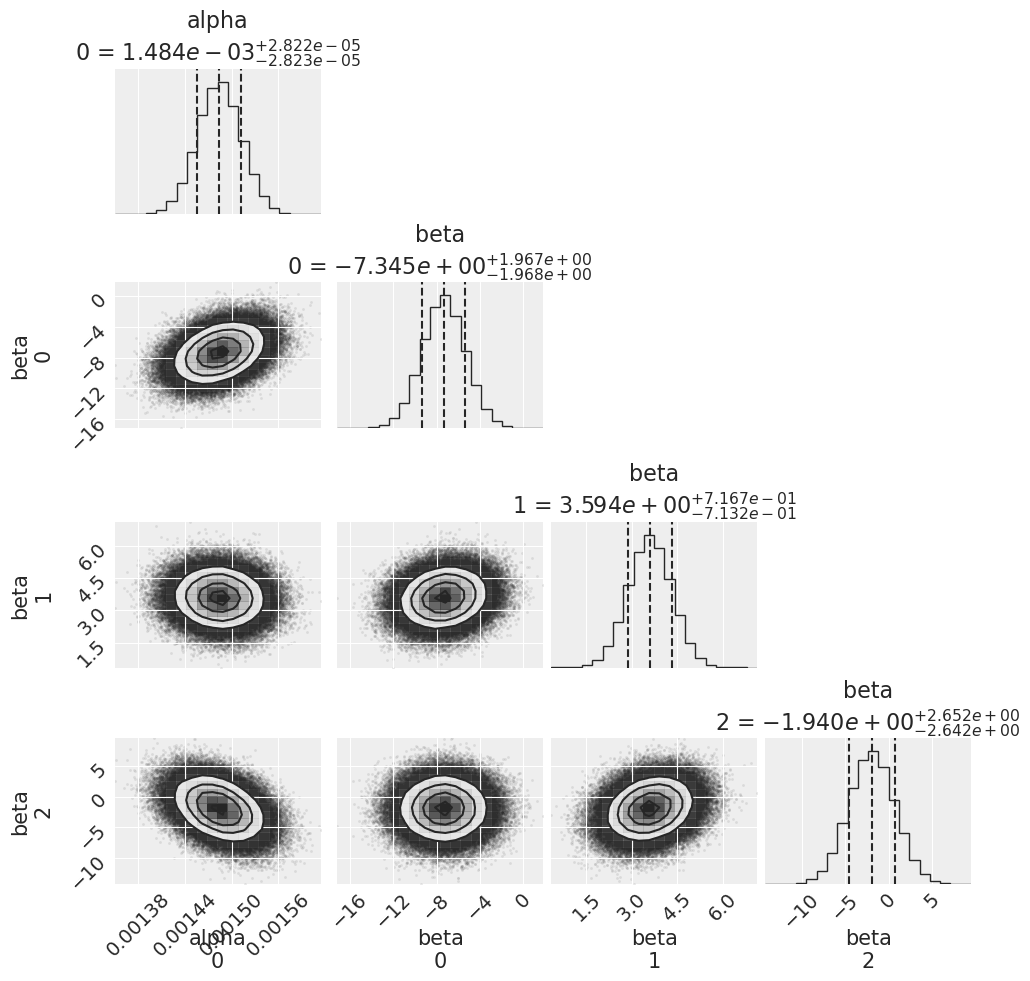 alpha
0 = 1.484e − 03 +2.822e−05 −2.823e−05
beta
0 = −7.345e + 00 +1.967e+00 −1.968e+00
0
−4
−8
−12
−16
beta
0
beta
1 = 3.594e + 00 +7.167e−01 −7.132e−01
6.0
4.5
3.0
1.5
beta
1
beta
2 = −1.940e + 00 +2.652e+00 −2.642e+00
5
0
−5
−10
beta
2
0.00138 0.00144 0.00150 0.00156
−16 −12 −8 −4 0
1.5 3.0 4.5 6.0
−10 −5 0 5
alpha
0
beta
0
beta
1
beta
2